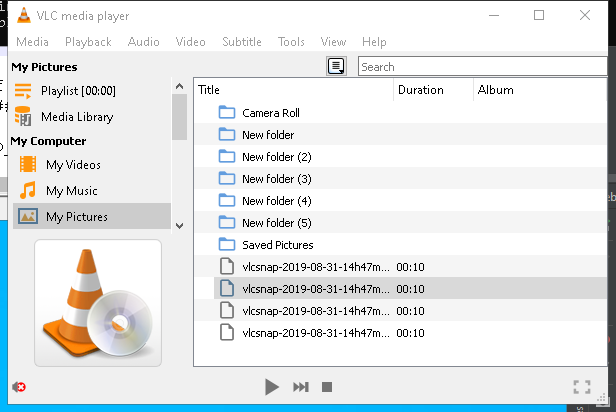 VLC media player
Media Playback Audio Video Subtitle Tools View Help
My Pictures
Search
Playlist [00:00]
Media Library
My Computer
My Videos
My Music
My Pictures
Title Duration Album
Camera Roll
New folder
New folder (2)
New folder (3)
New folder (4)
New folder (5)
Saved Pictures
vlcsnap-2019-08-31-14h47m... 00:10
vlcsnap-2019-08-31-14h47m... 00:10
vlcsnap-2019-08-31-14h47m... 00:10
vlcsnap-2019-08-31-14h47m... 00:10